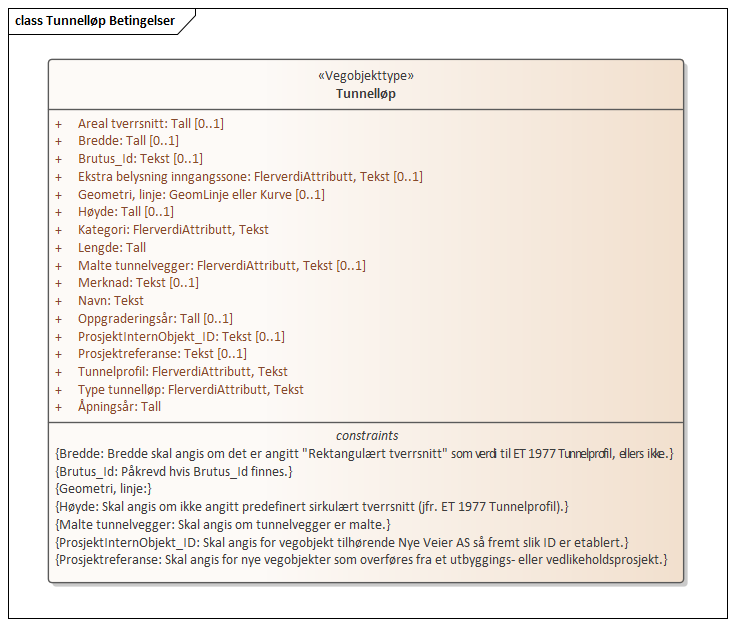 class Tunnelløp Betingelser
«Vegobjekttype»
Tunnelløp
+ Areal tverrsnitt: Tall [0..1]
+ Bredde: Tall [0..1]
+ Brutus_Id: Tekst [0..1]
+ Ekstra belysning inngangssone: FlerverdiAttributt, Tekst [0..1]
+ Geometri, linje: GeomLinje eller Kurve [0..1]
+ Høyde: Tall [0..1]
+ Kategori: FlerverdiAttributt, Tekst
+ Lengde: Tall
+ Malte tunnelvegger: FlerverdiAttributt, Tekst [0..1]
+ Merknad: Tekst [0..1]
+ Navn: Tekst
+ Oppgraderingsår: Tall [0..1]
+ ProsjektInternObjekt_ID: Tekst [0..1]
+ Prosjektreferanse: Tekst [0..1]
+ Tunnelprofil: FlerverdiAttributt, Tekst
+ Type tunnelløp: FlerverdiAttributt, Tekst
+ Åpningsår: Tall
constraints
{Bredde: Bredde skal angis om det er angitt "Rektangulært tverrsnitt" som verdi til ET 1977 Tunnelprofil, ellers ikke.}
{Brutus_Id: Påkrevd hvis Brutus_Id finnes.}
{Geometri, linje:}
{Høyde: Skal angis om ikke angitt predefinert sirkulært tverrsnitt (jfr. ET 1977 Tunnelprofil).}
{Malte tunnelvegger: Skal angis om tunnelvegger er malte.}
{ProsjektInternObjekt_ID: Skal angis for vegobjekt tilhørende Nye Veier AS så fremt slik ID er etablert.}
{Prosjektreferanse: Skal angis for nye vegobjekter som overføres fra et utbyggings- eller vedlikeholdsprosjekt.}